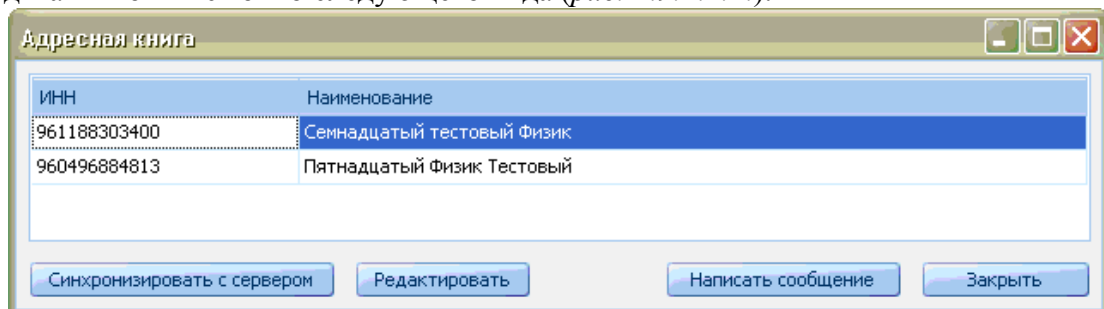 Адресная книга
ИНН Наименование
961188303400 Семнадцатый тестовый Физик
960496884813 Пятнадцатый Физик Тестовый
Синхронизировать с сервером Редактировать Написать сообщение Закрыть